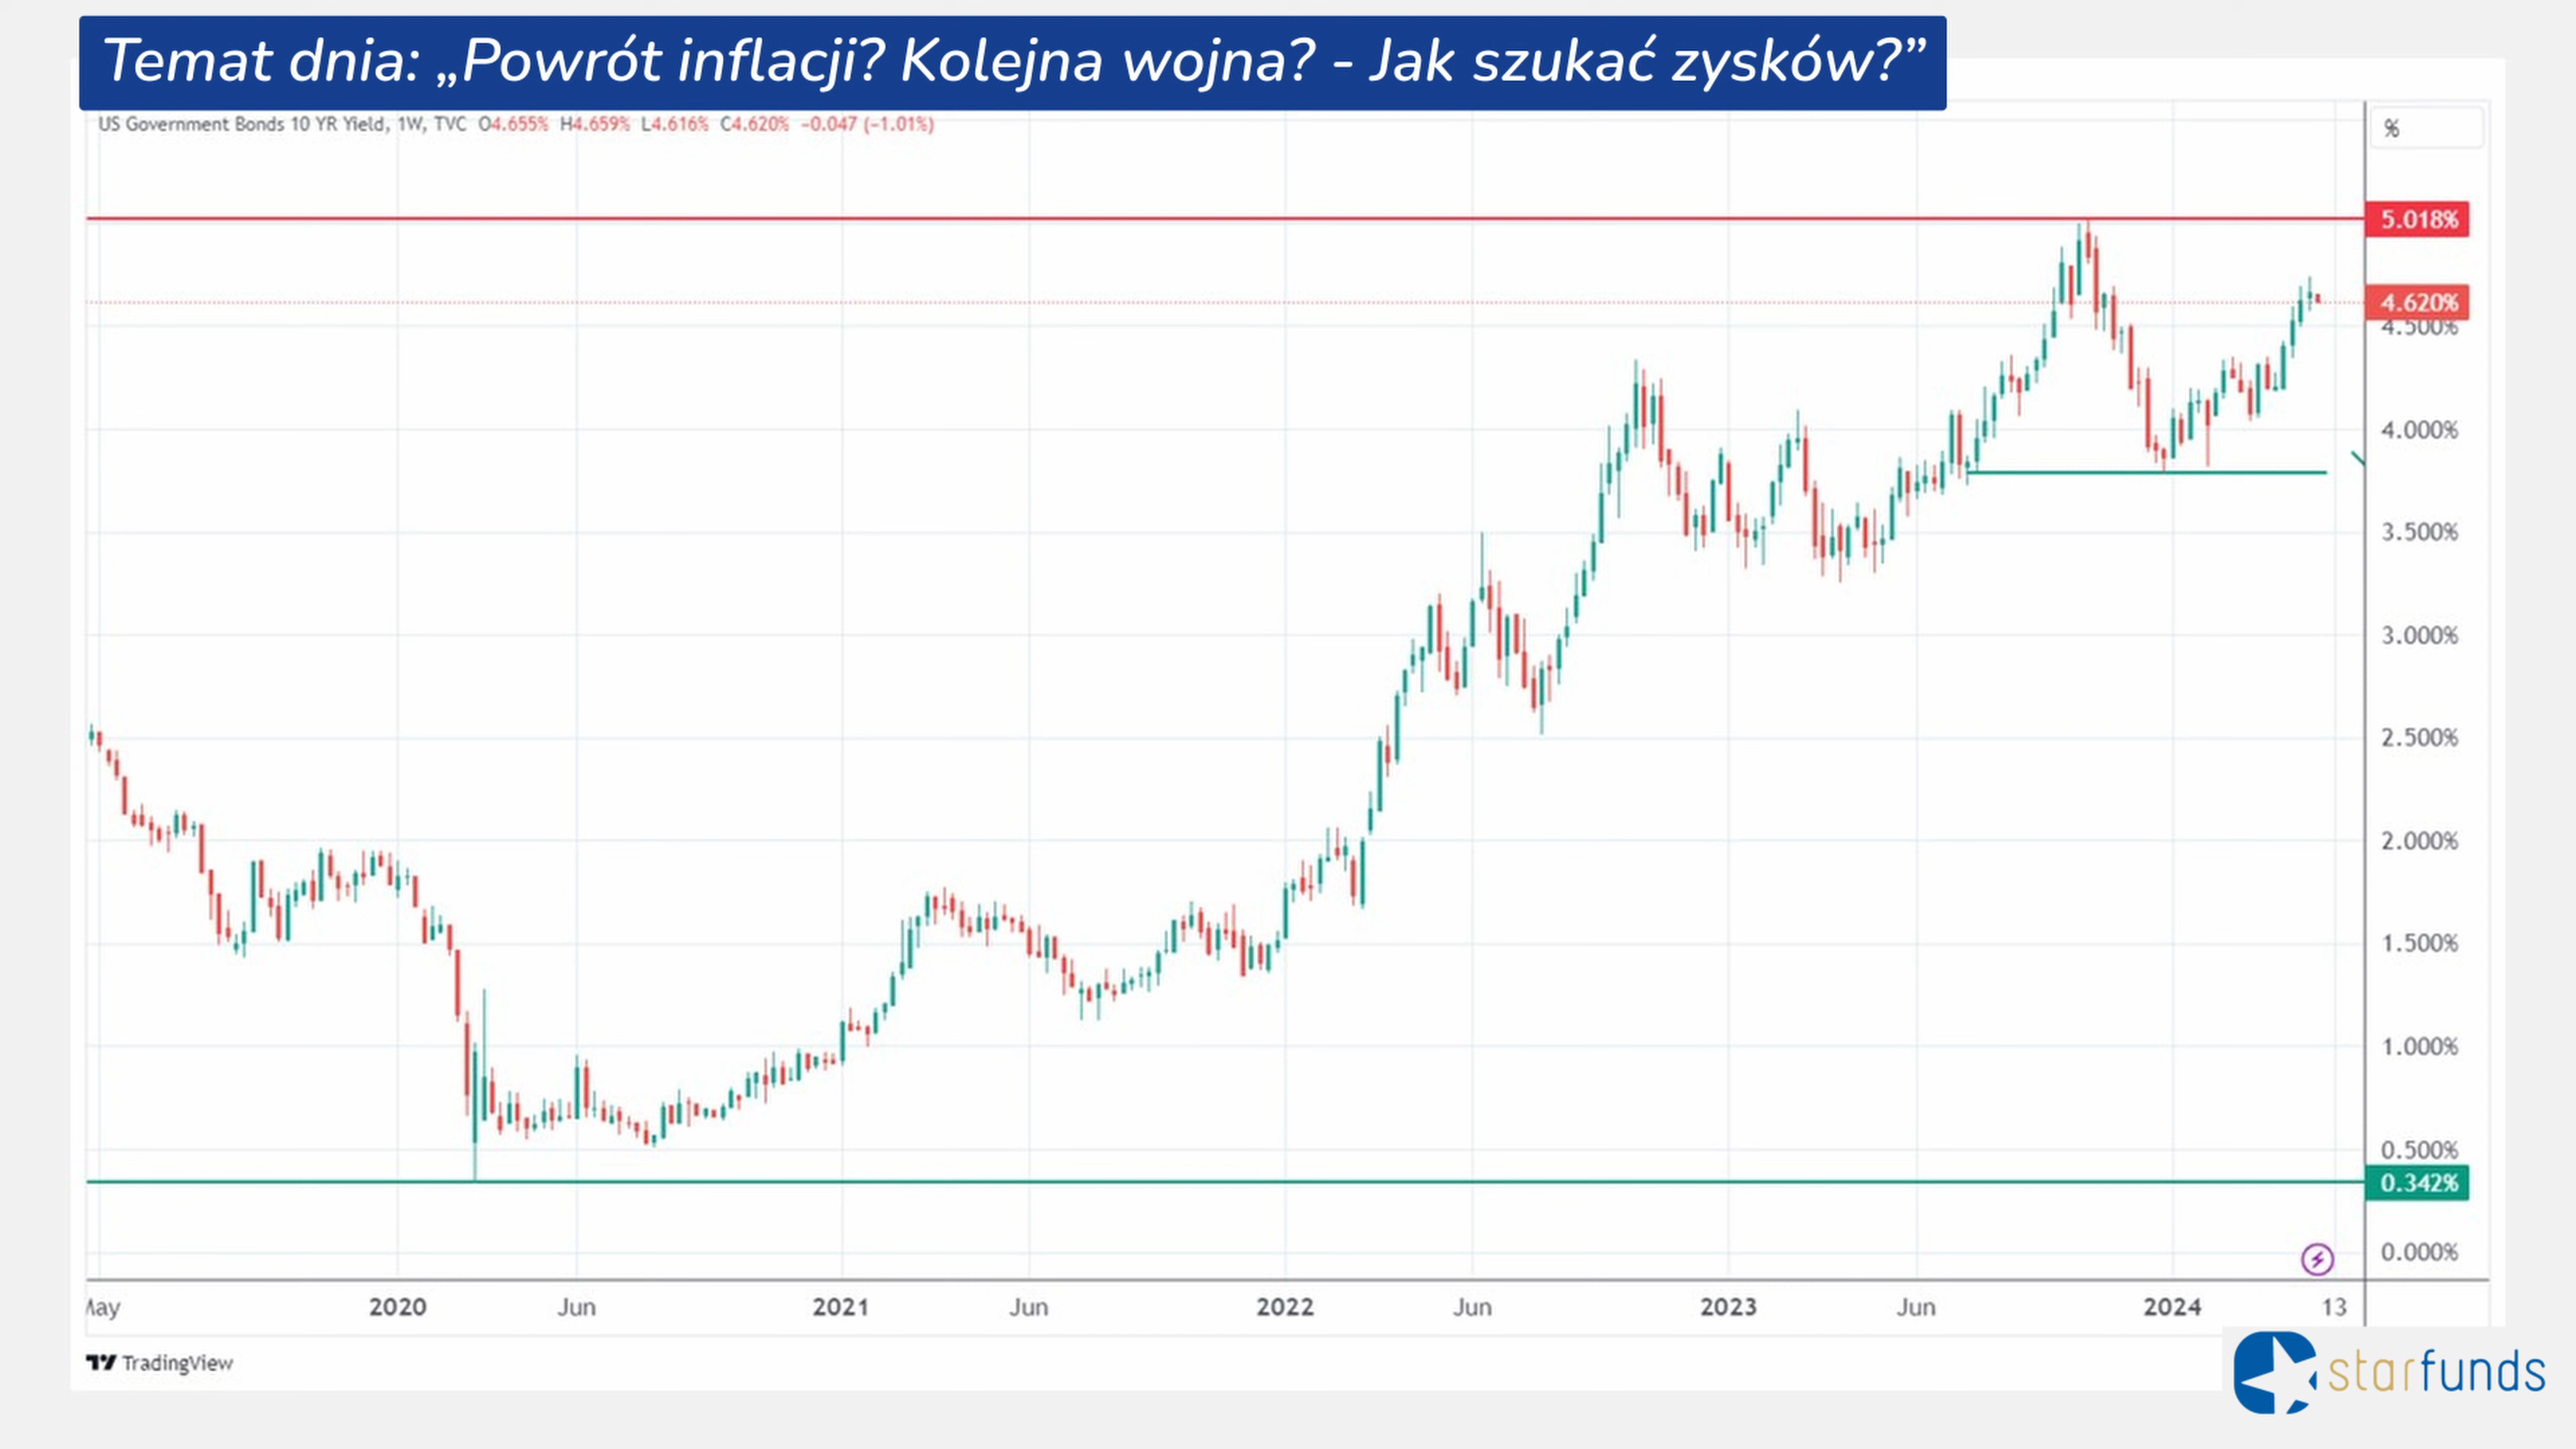 Temat dnia: „Powrót inflacji? Kolejna wojna? - Jak szukać zysków?”
US Government Bonds 10 YR Yield, 1W, TVC O4.655% H4.659% L4.616% C4.620% −0.047 (−1.01%)
%
5.018%
4.620%
4.500%
4.000%
3.500%
3.000%
2.500%
2.000%
1.500%
1.000%
0.500%
0.342%
0.000%
May 2020 Jun 2021 Jun 2022 Jun 2023 Jun 2024 13
TradingView
starfunds